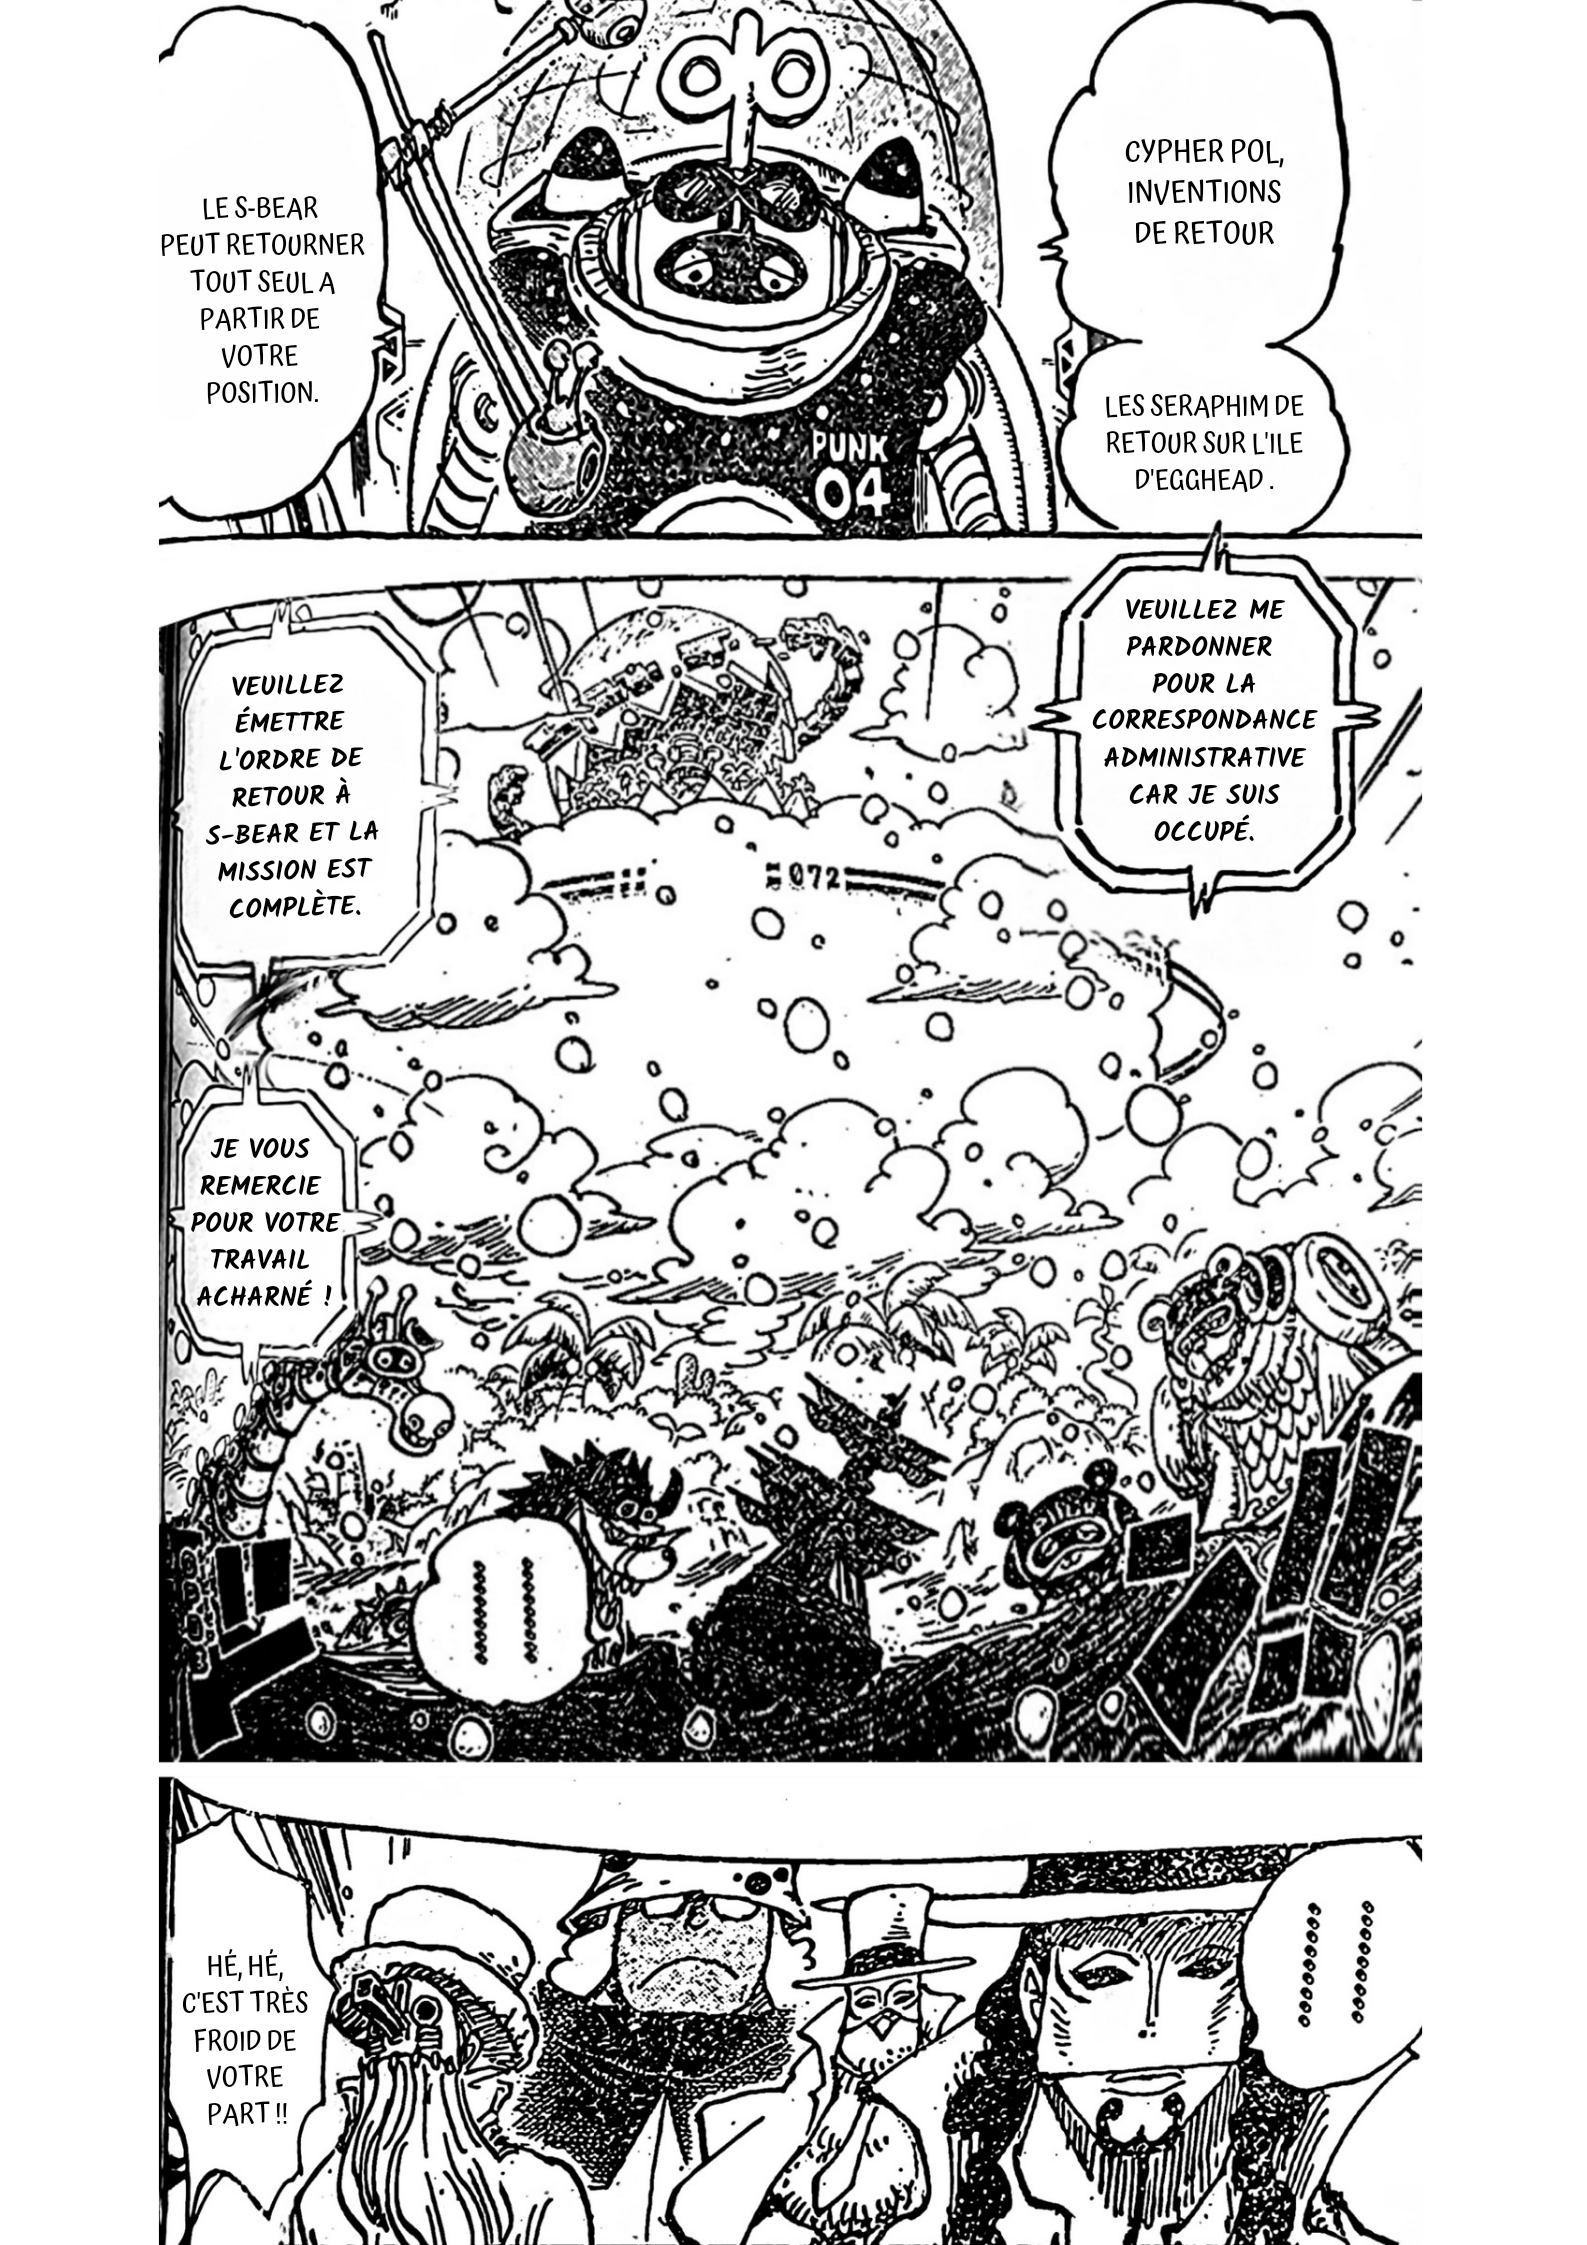 CYPHER POL,
INVENTIONS
DE RETOUR
LES SERAPHIM DE
RETOUR SUR L'ILE
D'EGGHEAD .
LE S-BEAR
PEUT RETOURNER
TOUT SEUL A
PARTIR DE
VOTRE
POSITION.
PUNK
04
VEUILLEZ ME
PARDONNER
POUR LA
CORRESPONDANCE
ADMINISTRATIVE
CAR JE SUIS
OCCUPÉ.
VEUILLEZ
ÉMETTRE
L'ORDRE DE
RETOUR À
S-BEAR ET LA
MISSION EST
COMPLÈTE.
072
JE VOUS
REMERCIE
POUR VOTRE
TRAVAIL
ACHARNÉ !
HÉ, HÉ,
C'EST TRÈS
FROID DE
VOTRE
PART !!